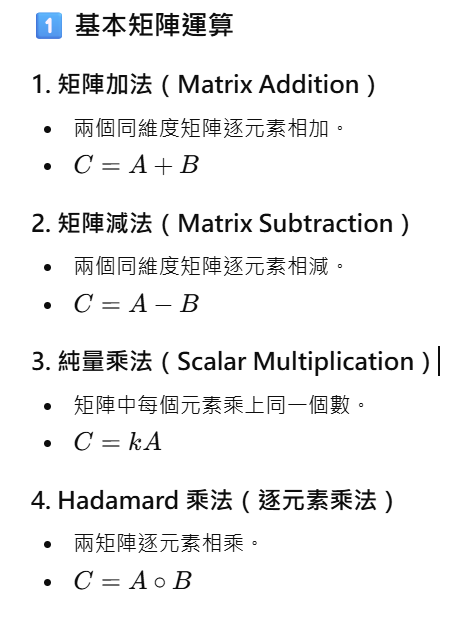 1️⃣ 基本矩陣運算
1. 矩陣加法（Matrix Addition）
• 兩個同維度矩陣逐元素相加。
• C = A + B
2. 矩陣減法（Matrix Subtraction）
• 兩個同維度矩陣逐元素相減。
• C = A − B
3. 純量乘法（Scalar Multiplication）
• 矩陣中每個元素乘上同一個數。
• C = kA
4. Hadamard 乘法（逐元素乘法）
• 兩矩陣逐元素相乘。
• C = A ∘ B